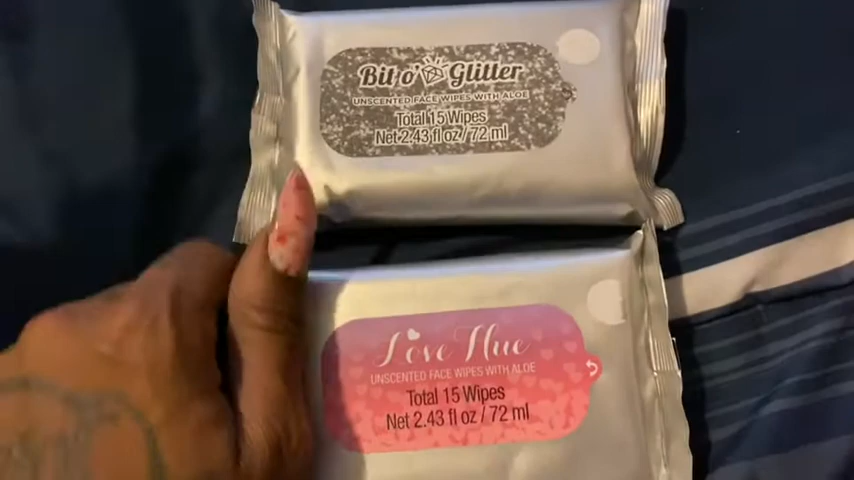 Bit o' Glitter
UNSCENTED FACE WIPES WITH ALOE
Total 15 Wipes
Net 2.43 fl oz/72 ml
Love Hue
UNSCENTED FACE WIPES WITH ALOE
Total 15 Wipes
Net 2.43 fl oz/72 ml